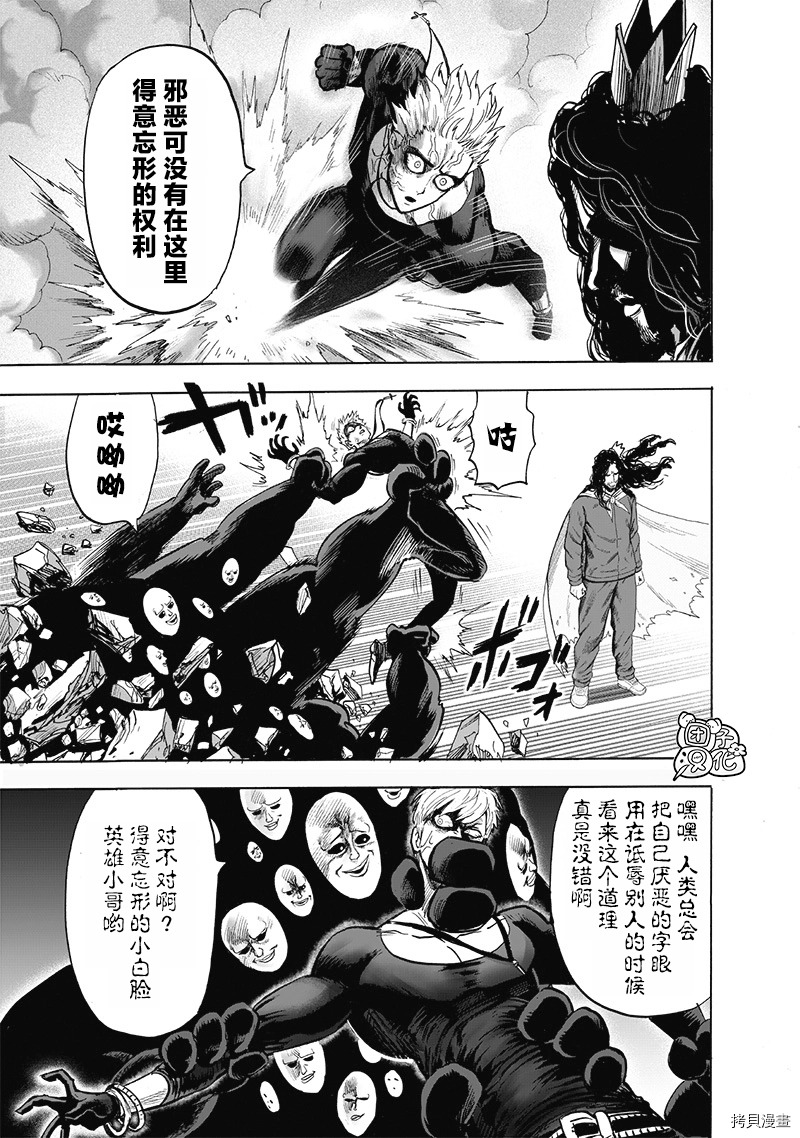 邪恶可没有在这里
得意忘形的权利
ガッ
咕
哎哥哥
ボコォ
嘿嘿 人类总会
把自己厌恶的字眼
用在诋辱别人的时候
看来这个道理
真是没错啊
对不对啊？
得意忘形的小白脸
英雄小哥哟
团子
汉化
拷貝漫畫